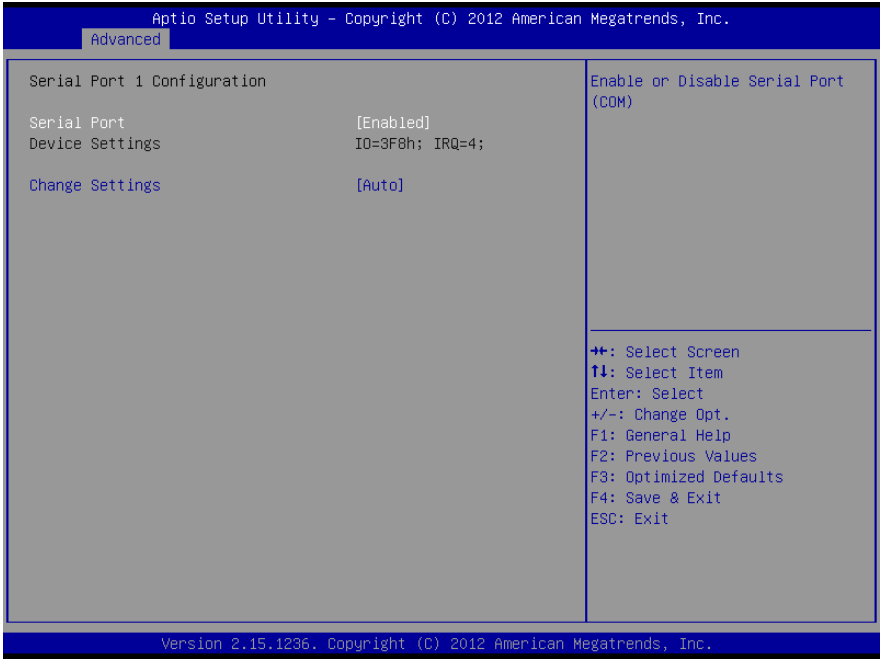 Aptio Setup Utility – Copyright (C) 2012 American Megatrends, Inc.
Advanced
Serial Port 1 Configuration
Serial Port [Enabled]
Device Settings IO=3F8h; IRQ=4;
Change Settings [Auto]
Enable or Disable Serial Port
(COM)
→←: Select Screen
↑↓: Select Item
Enter: Select
+/-: Change Opt.
F1: General Help
F2: Previous Values
F3: Optimized Defaults
F4: Save & Exit
ESC: Exit
Version 2.15.1236. Copyright (C) 2012 American Megatrends, Inc.